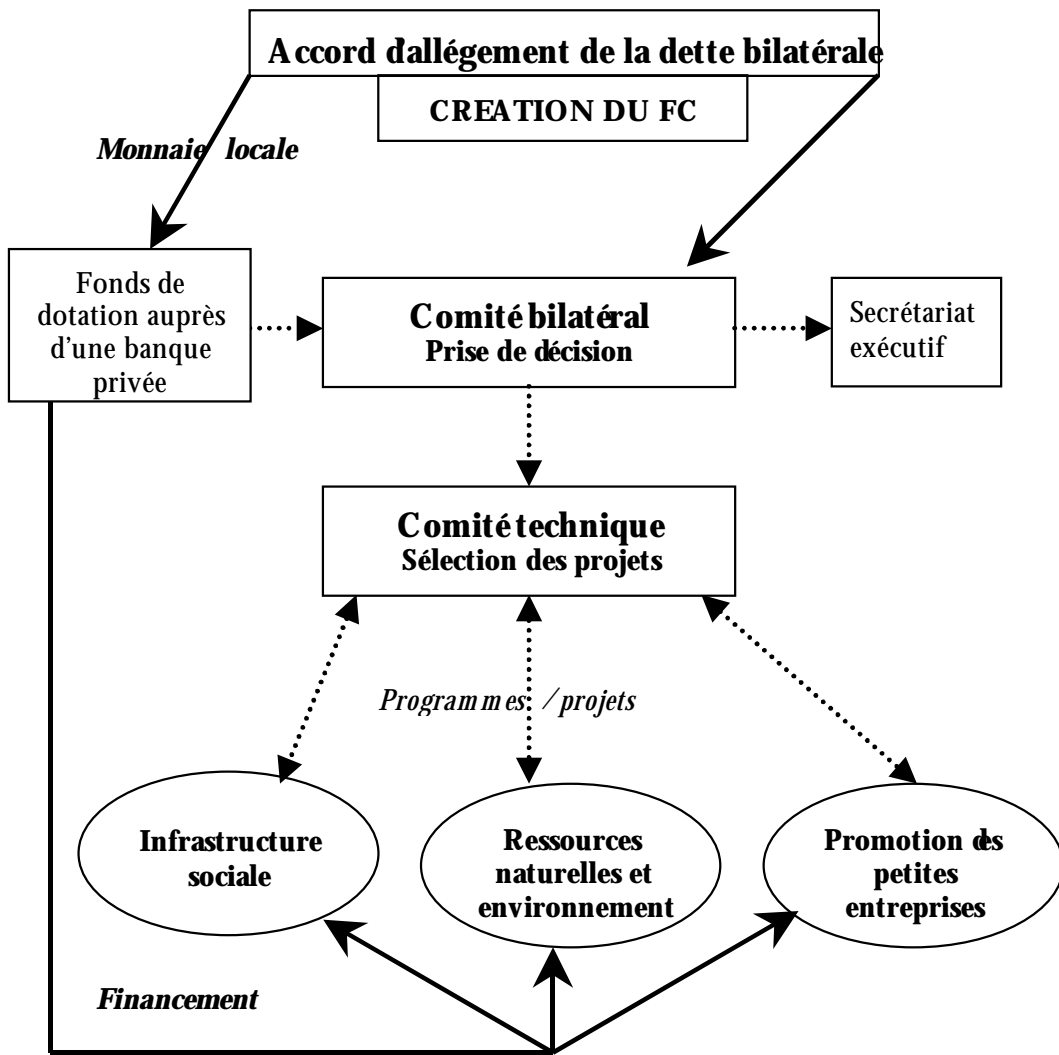 Accord d'allégement de la dette bilatérale
CREATION DU FC
Monnaie locale
Fonds de
dotation auprès
d'une banque
privée
Comité bilatéral
Prise de décision
Secrétariat
exécutif
Comité technique
Sélection des projets
Programmes / projets
Infrastructure
sociale
Ressources
naturelles et
environnement
Promotion des
petites
entreprises
Financement